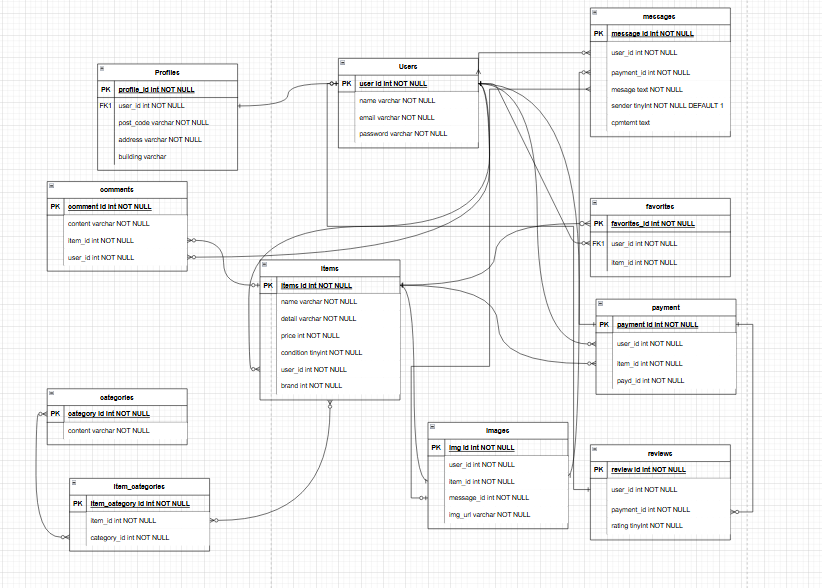 messages
PK message id int NOT NULL
user_id int NOT NULL
payment_id int NOT NULL
mesage text NOT NULL
sender tinyint NOT NULL DEFAULT 1
cpmtemt text
Users
PK user id int NOT NULL
name varchar NOT NULL
email varchar NOT NULL
password varchar NOT NULL
Profiles
PK profile_id int NOT NULL
FK1 user_id int NOT NULL
post_code varchar NOT NULL
address varchar NOT NULL
building varchar
comments
PK comment id int NOT NULL
content varchar NOT NULL
item_id int NOT NULL
user_id int NOT NULL
favorites
PK favorites_id int NOT NULL
FK1 user_id int NOT NULL
item_id int NOT NULL
items
PK items id int NOT NULL
name varchar NOT NULL
detail varchar NOT NULL
price int NOT NULL
condition tinyint NOT NULL
user_id int NOT NULL
brand int NOT NULL
payment
PK payment id int NOT NULL
user_id int NOT NULL
item_id int NOT NULL
payd_id int NOT NULL
categories
PK category id int NOT NULL
content varchar NOT NULL
images
PK img id int NOT NULL
user_id int NOT NULL
item_id int NOT NULL
message_id int NOT NULL
img_url varchar NOT NULL
reviews
PK review id int NOT NULL
user_id int NOT NULL
payment_id int NOT NULL
rating tinyint NOT NULL
item_categories
PK item_category id int NOT NULL
item_id int NOT NULL
category_id int NOT NULL